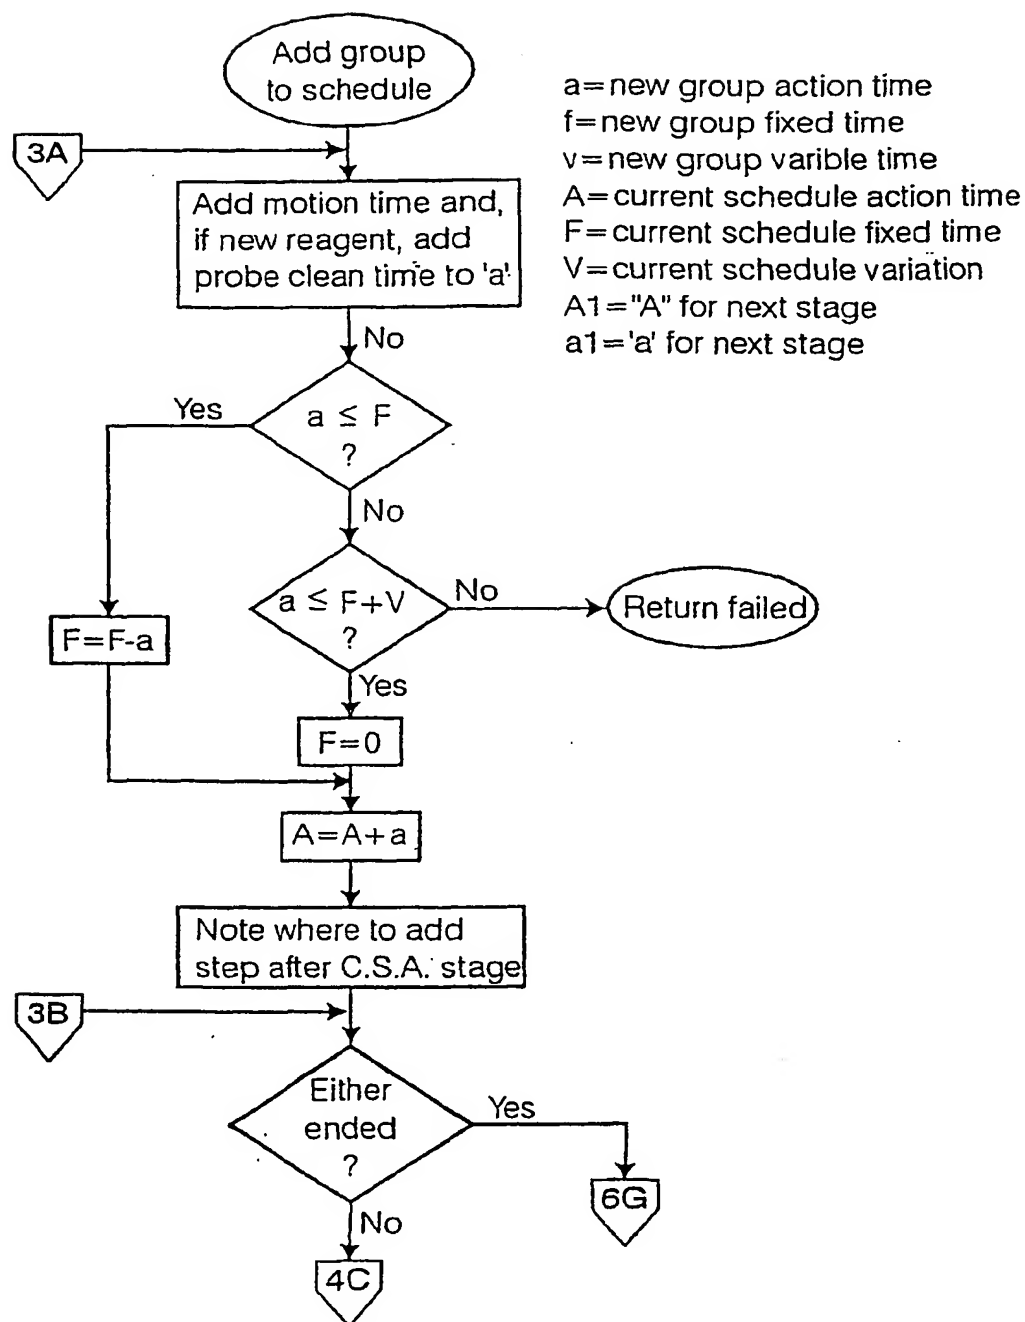 Add group
to schedule
a=new group action time
f=new group fixed time
v=new group varible time
A=current schedule action time
F=current schedule fixed time
V=current schedule variation
A1="A" for next stage
a1='a' for next stage
3A
Add motion time and,
if new reagent, add
probe clean time to 'a'
No
Yes
a ≤ F
?
No
a ≤ F+V
?
No
Return failed
F=F-a
Yes
F=0
A=A+a
Note where to add
step after C.S.A. stage
3B
Either
ended
?
Yes
6G
No
4C